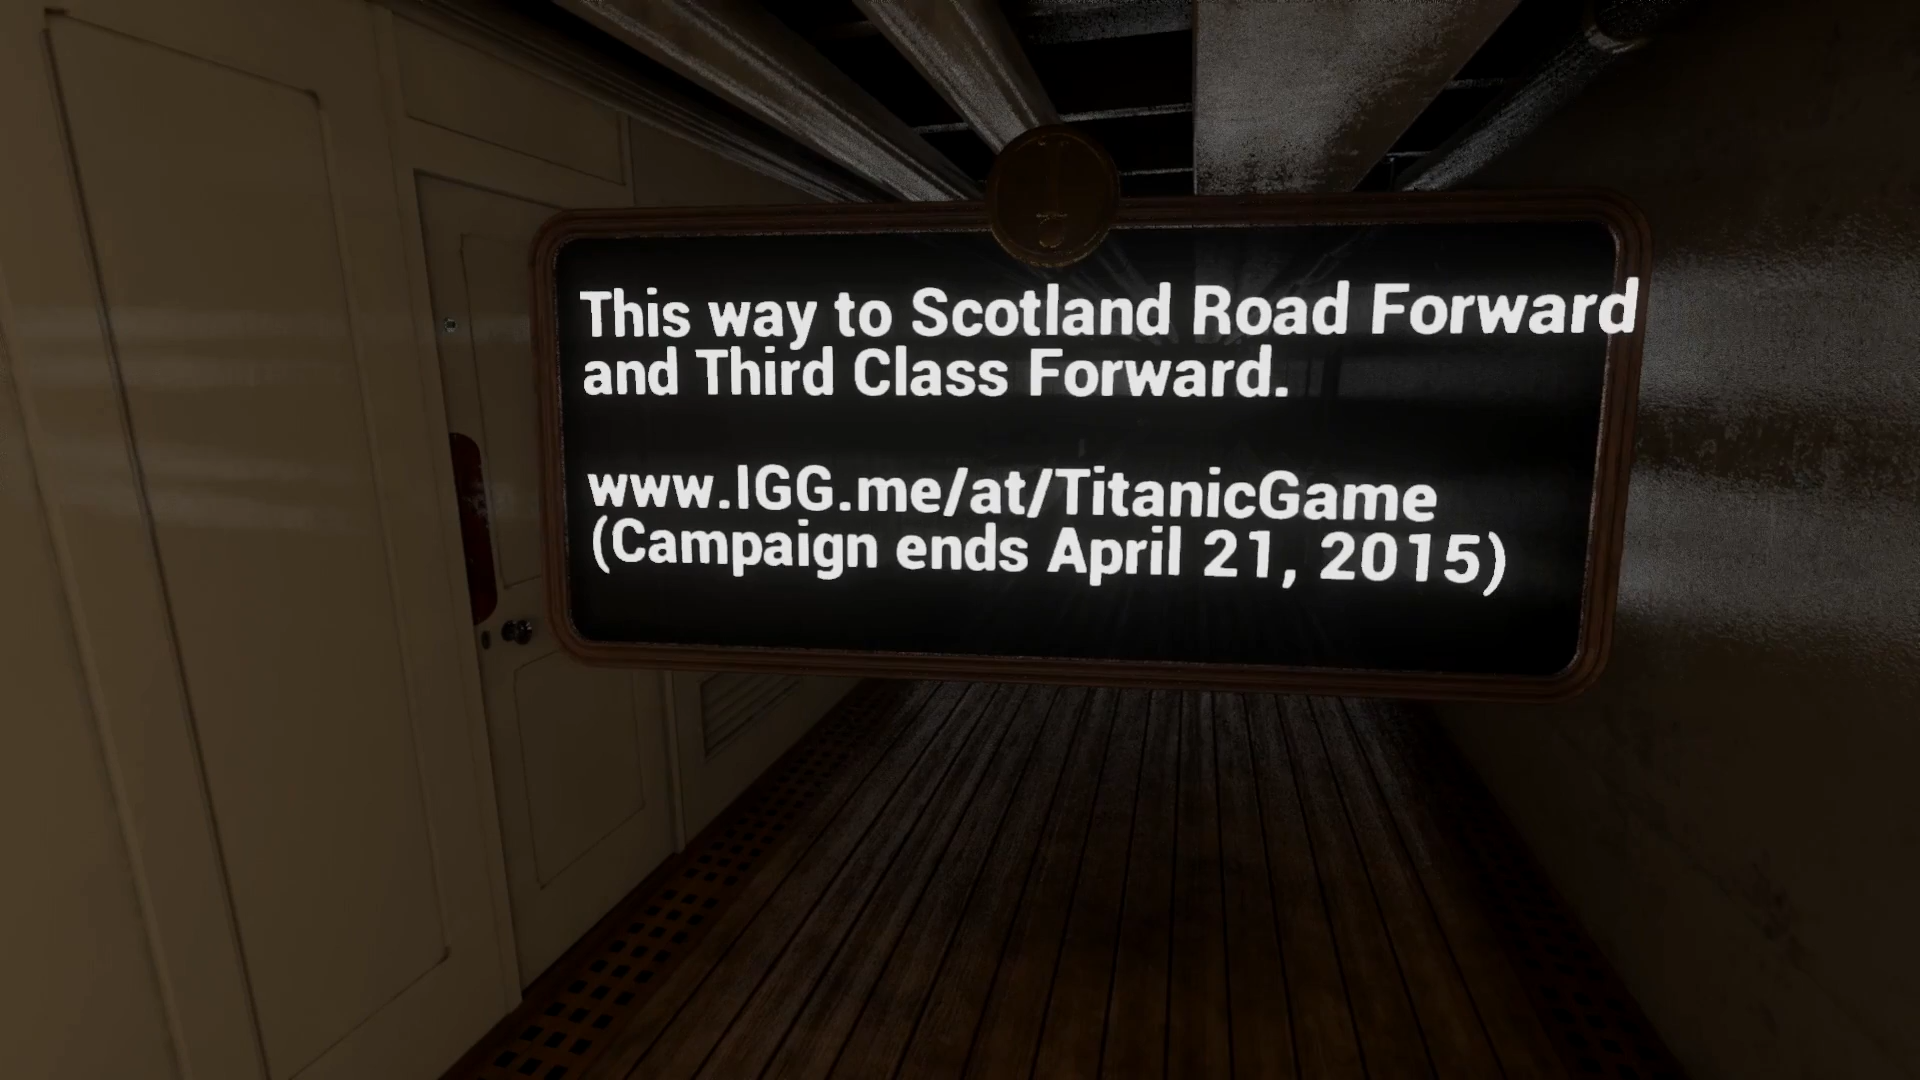 This way to Scotland Road Forward
and Third Class Forward.
www.IGG.me/at/TitanicGame
(Campaign ends April 21, 2015)